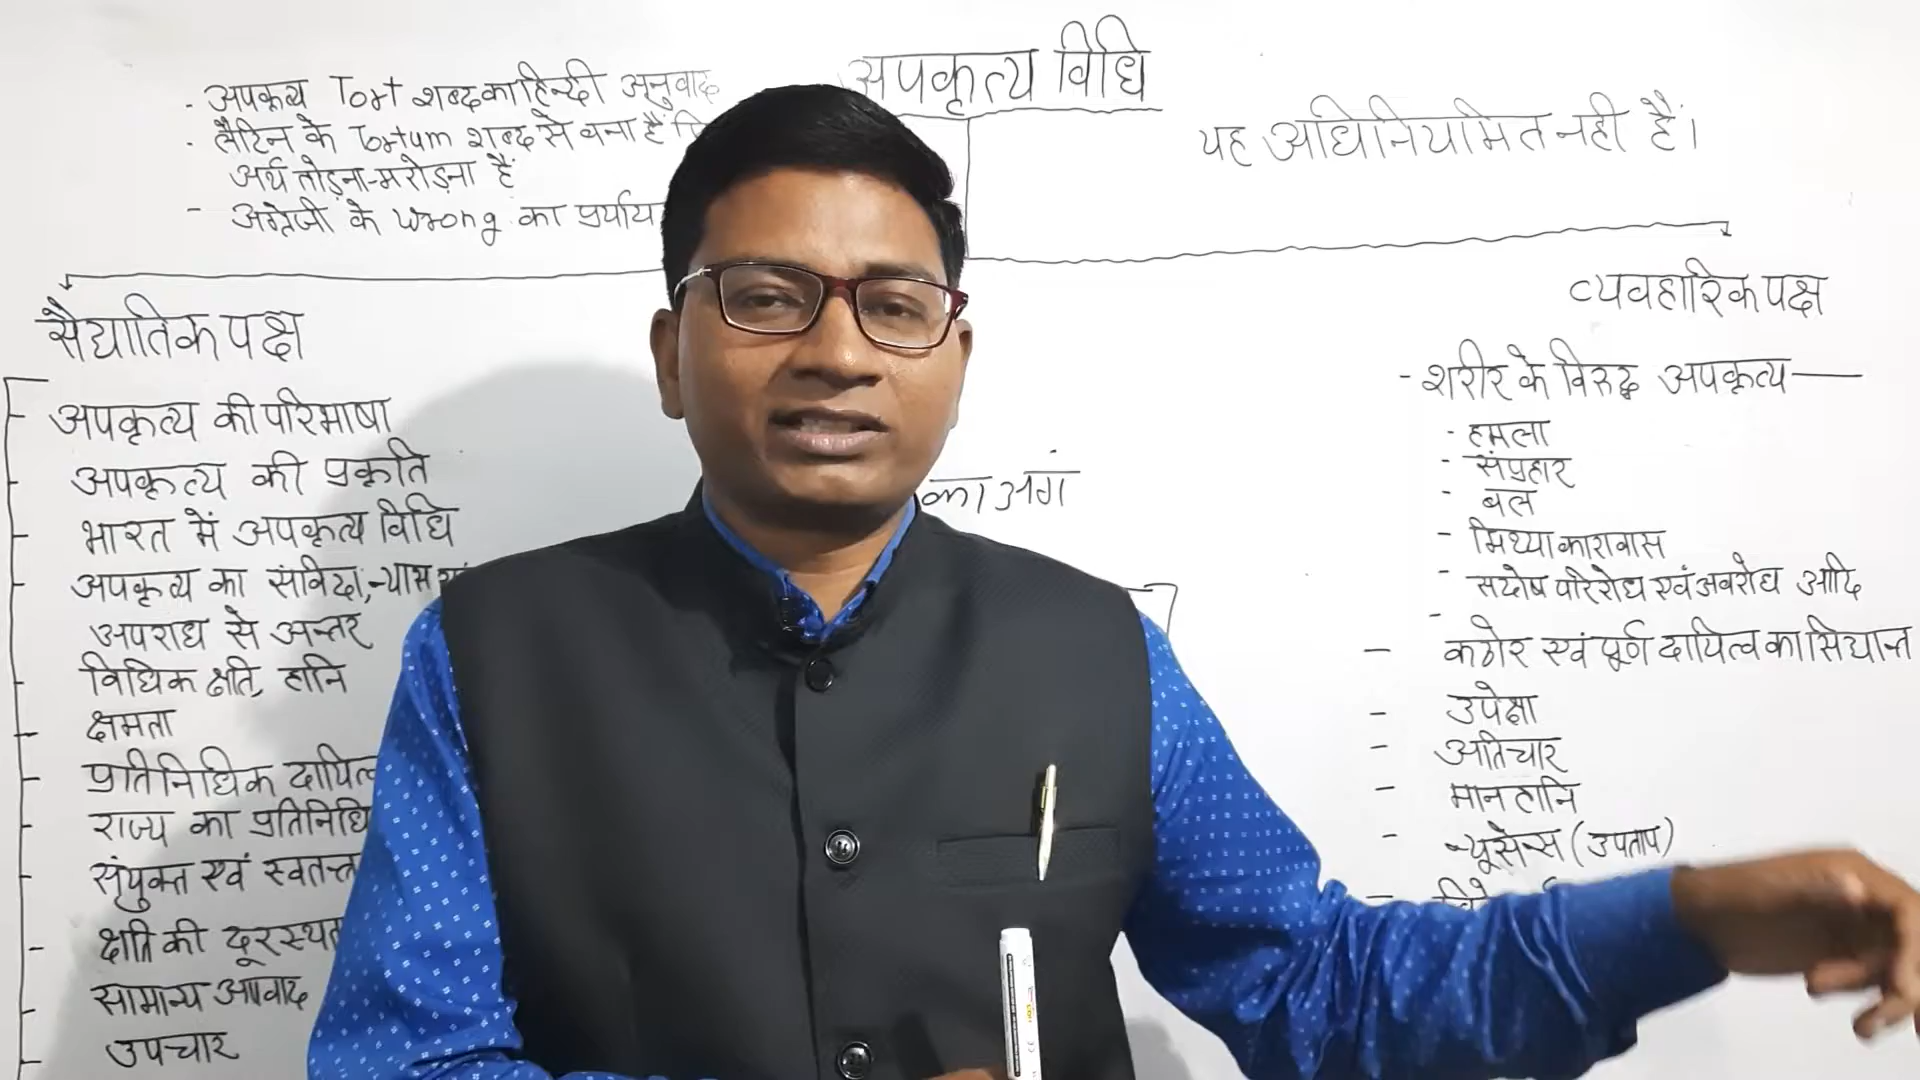 अपकृत्य विधि
- अपकृत्य Tort शब्द का हिन्दी अनुवाद
- लैटिन के Tortum शब्द से बना है
अर्थ तोड़ना-मरोड़ना है
- अंग्रेजी के wrong का पर्याय
यह अधिनियमित नही है।
सैद्यातिक पक्ष
अपकृत्य की परिभाषा
अपकृत्य की प्रकृति
भारत में अपकृत्य विधि
अपकृत्य का संविदा, न्यास
अपराध से अन्तर
विधिक क्षति, हानि
क्षमता
प्रतिनिधिक दायित्व
राज्य का प्रतिनिधि
संयुक्त एवं स्वतन्त
क्षति की दूरस्थत
सामान्य अपवाद
उपचार
का अंग
व्यवहारिक पक्ष
- शरीर के विरुद्ध अपकृत्य —
- हमला
- संप्रहार
- बल
- मिथ्या कारावास
- सदोष परिरोध एवं अवरोध आदि
- कठोर एवं पूर्ण दायित्व का सिद्यान्त
- उपेक्षा
- अतिचार
- मानहानि
- न्यूसेन्स (उपताप)